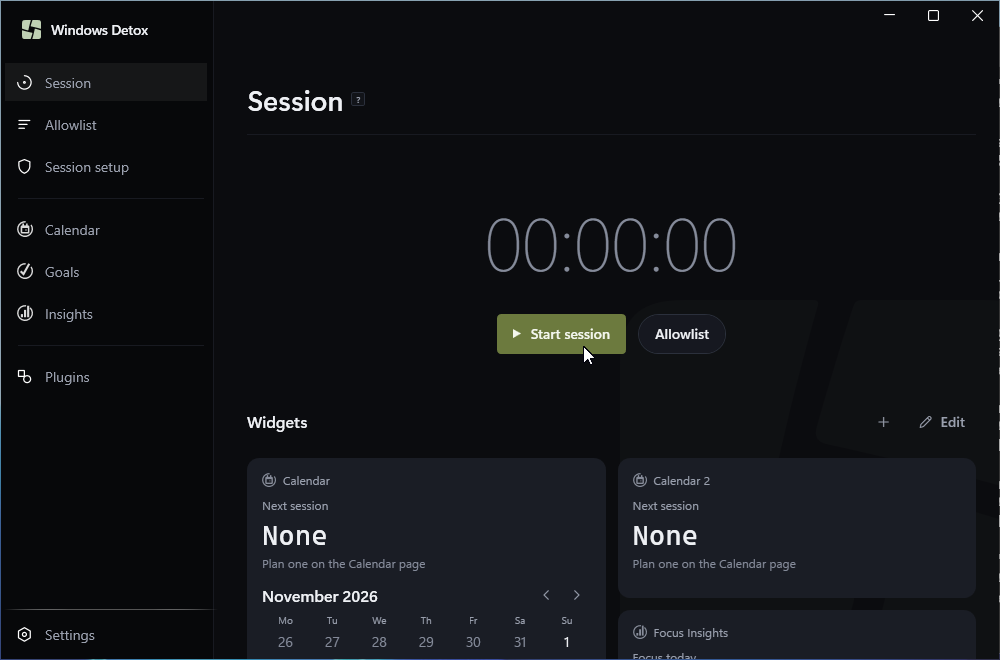 Windows Detox
Session
Allowlist
Session setup
Calendar
Goals
Insights
Plugins
Settings
Session ?
00:00:00
Start session
Allowlist
Widgets
Edit
Calendar
Next session
None
Plan one on the Calendar page
November 2026
Mo Tu We Th Fr Sa Su
26 27 28 29 30 31 1
Calendar 2
Next session
None
Plan one on the Calendar page
Focus Insights
Focus today